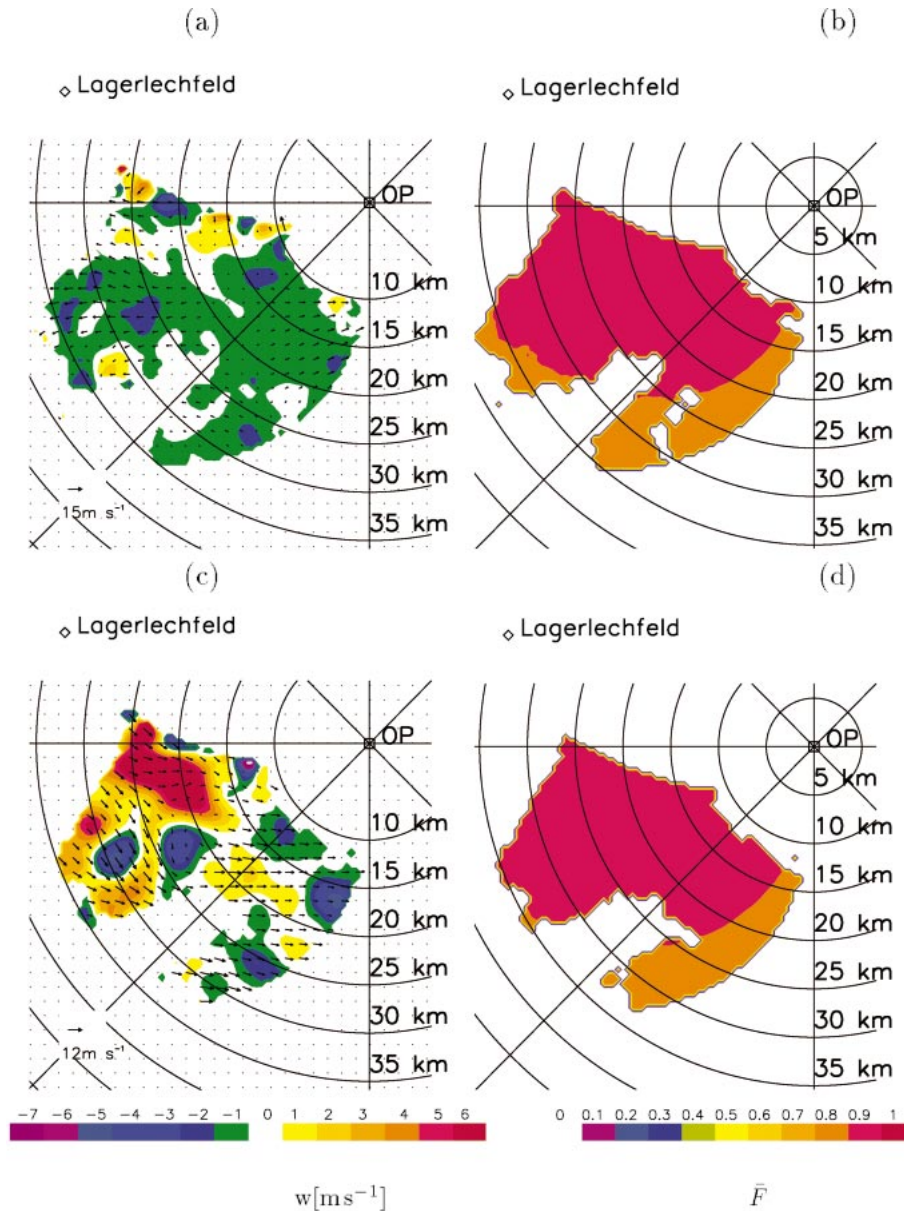 (a)
(b)
Lagerlechfeld
Lagerlechfeld
OP
OP
5 km
10 km
10 km
15 km
15 km
20 km
20 km
25 km
25 km
30 km
30 km
35 km
35 km
15m s⁻¹
(c)
(d)
Lagerlechfeld
Lagerlechfeld
OP
OP
5 km
10 km
10 km
15 km
15 km
20 km
20 km
25 km
25 km
30 km
30 km
35 km
35 km
12m s⁻¹
-7 -6 -5 -4 -3 -2 -1 0 1 2 3 4 5 6
0 0.1 0.2 0.3 0.4 0.5 0.6 0.7 0.8 0.9 1
w[m s⁻¹]
F̄